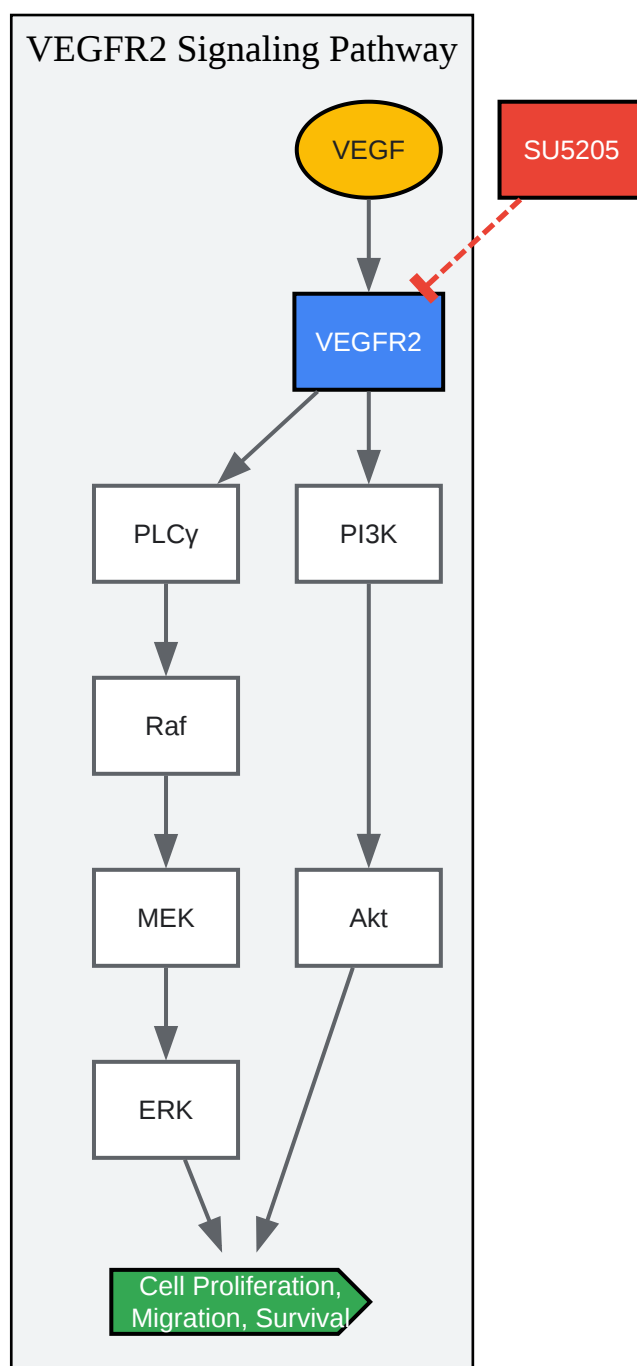 VEGFR2 Signaling Pathway
VEGF
SU5205
VEGFR2
PLCγ
PI3K
Raf
MEK
Akt
ERK
Cell Proliferation,
Migration, Survival